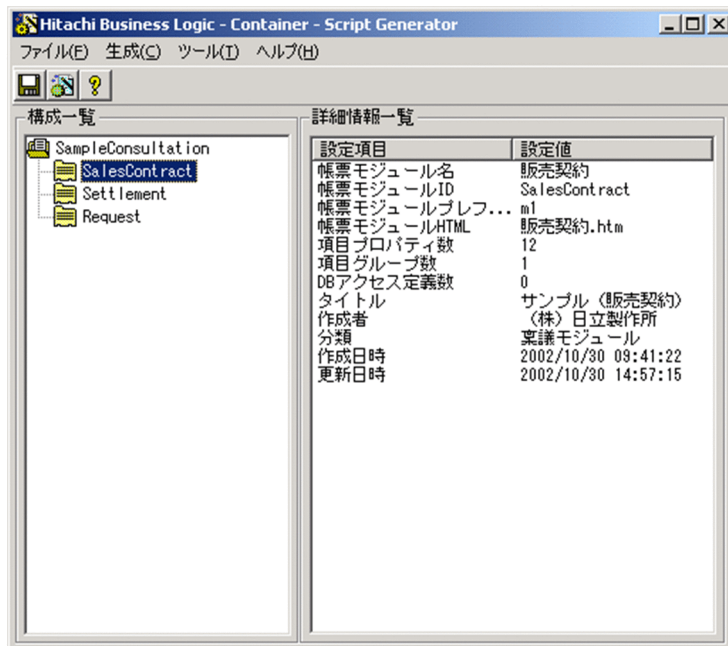 Hitachi Business Logic - Container - Script Generator
ファイル(F) 生成(C) ツール(T) ヘルプ(H)
構成一覧
SampleConsultation
SalesContract
Settlement
Request
詳細情報一覧
設定項目 設定値
帳票モジュール名 販売契約
帳票モジュールID SalesContract
帳票モジュールプレフ... m1
帳票モジュールHTML 販売契約.htm
項目プロパティ数 12
項目グループ数 1
DBアクセス定義数 0
タイトル サンプル（販売契約）
作成者 （株）日立製作所
分類 稟議モジュール
作成日時 2002/10/30 09:41:22
更新日時 2002/10/30 14:57:15